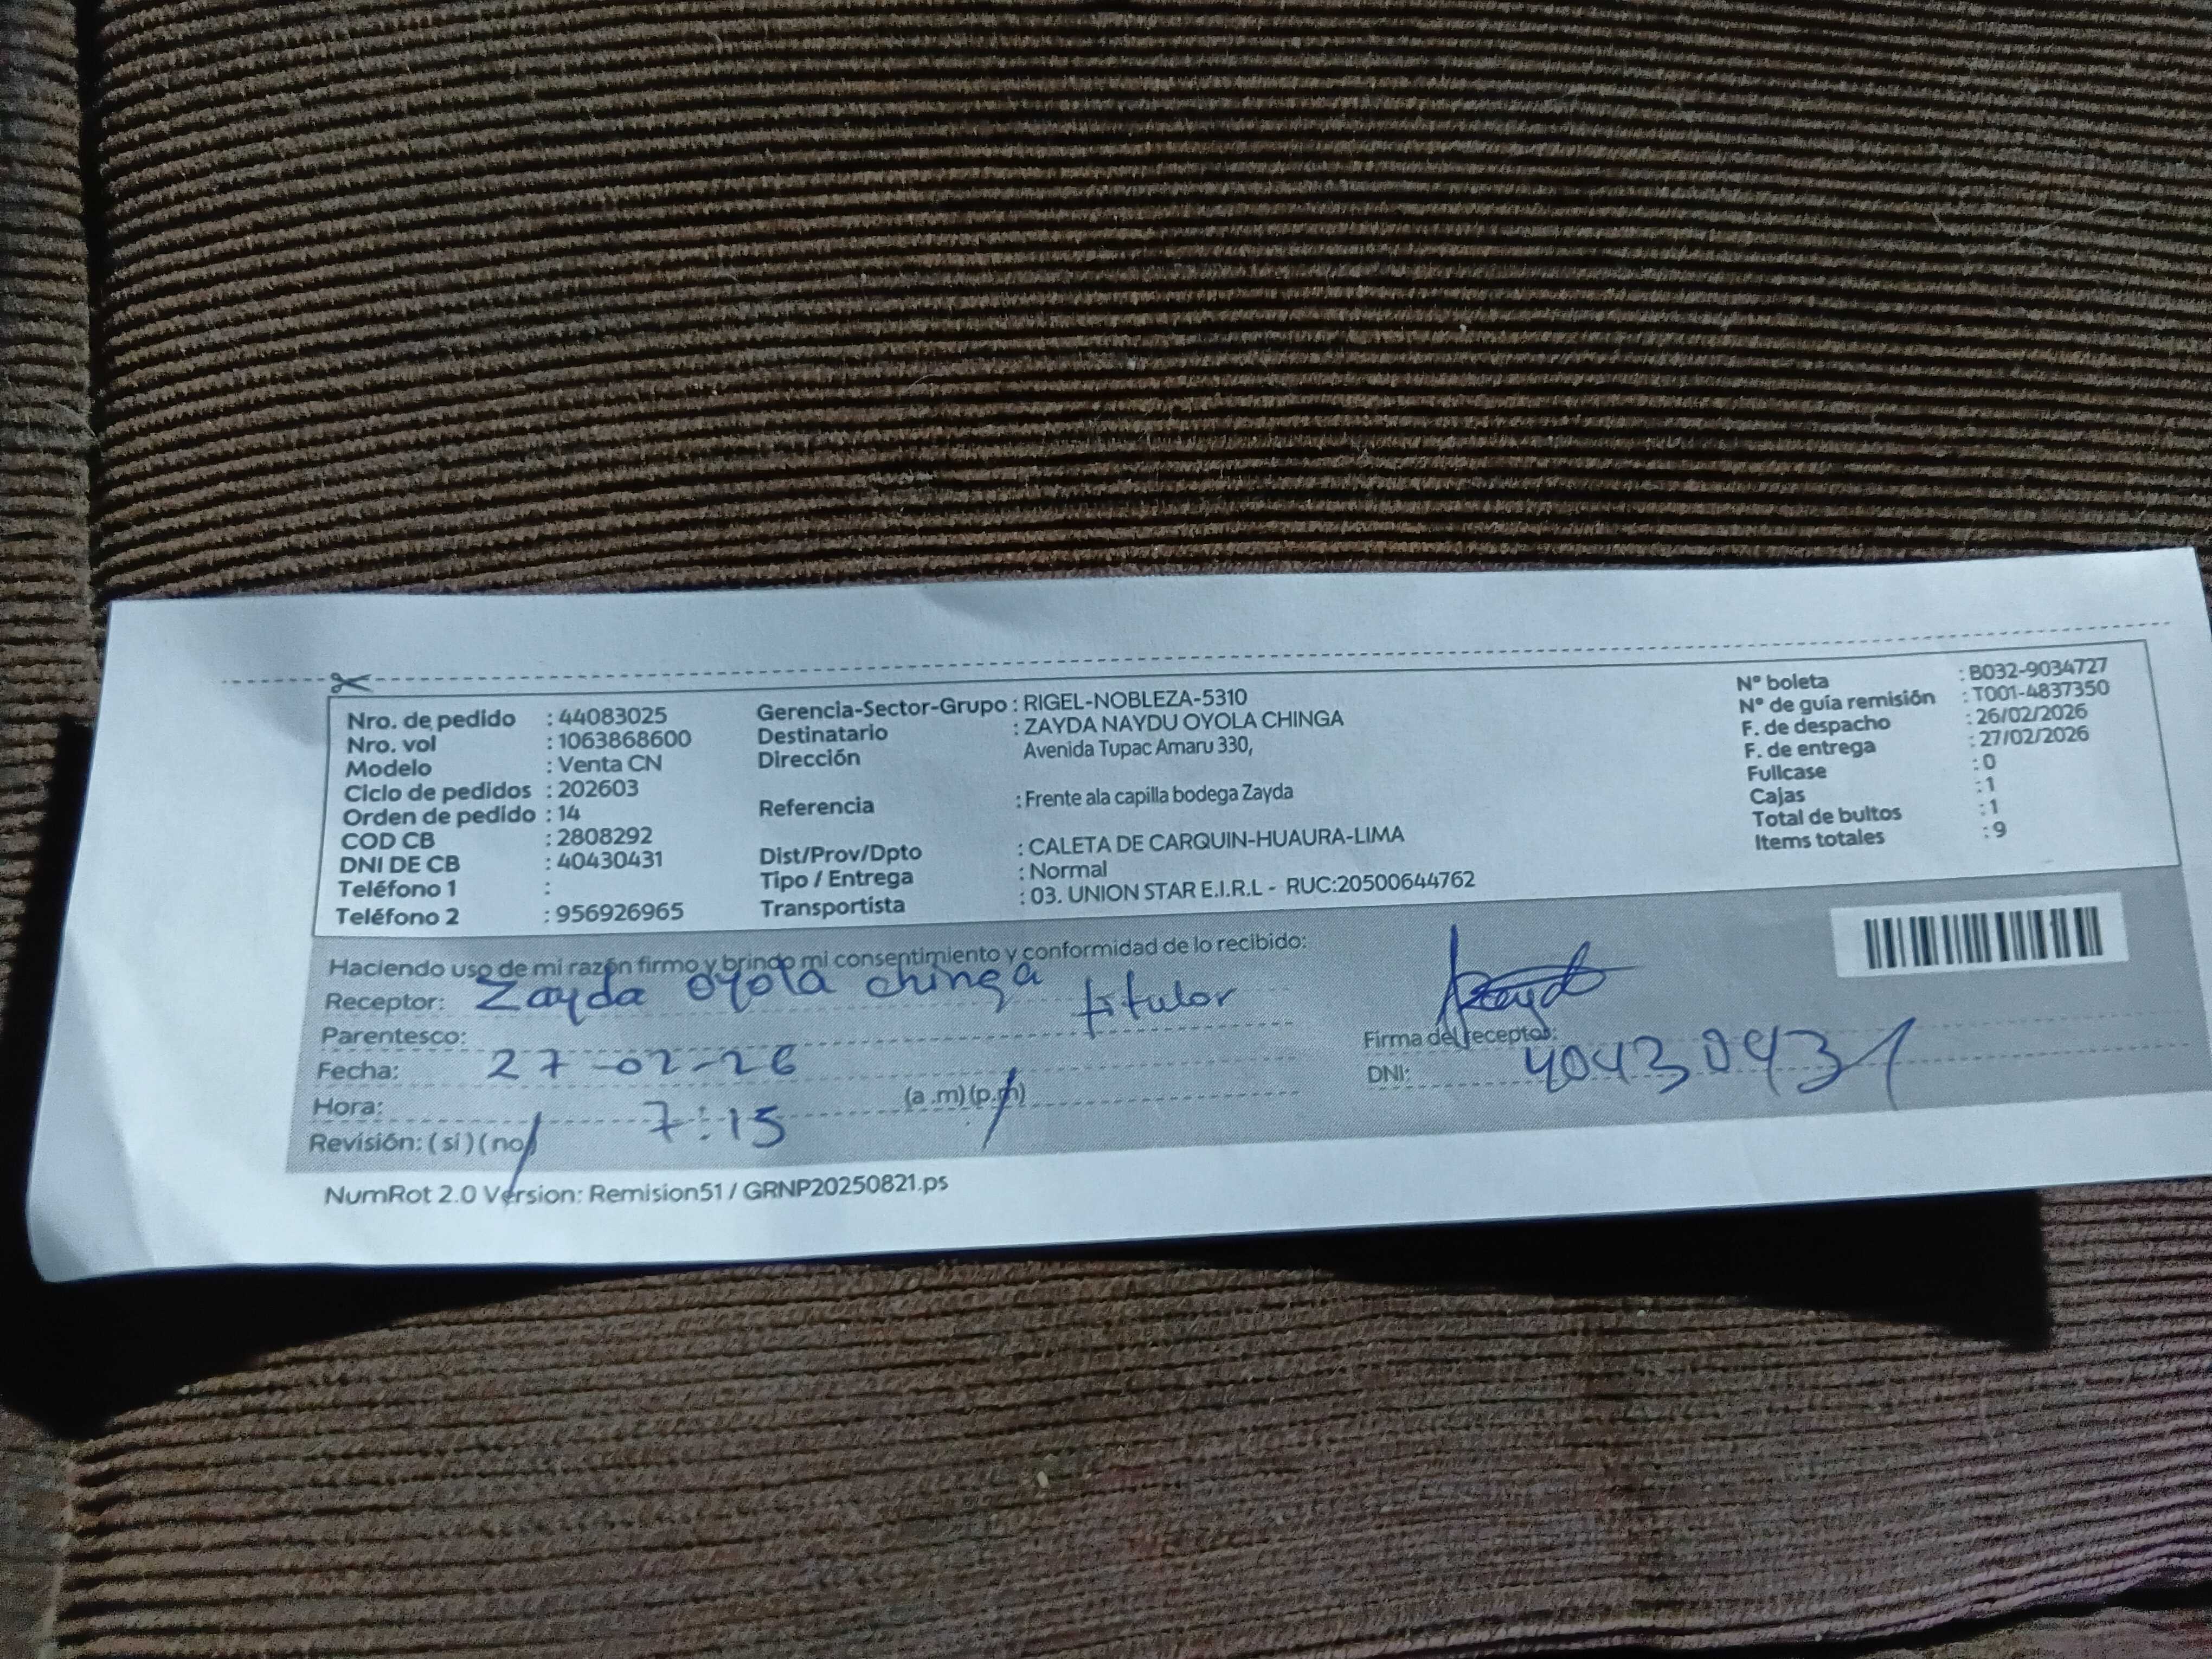 Nro. de pedido : 44083025
Nro. vol : 1063868600
Modelo : Venta CN
Ciclo de pedidos : 202603
Orden de pedido : 14
COD CB : 2808292
DNI DE CB : 40430431
Teléfono 1 :
Teléfono 2 : 956926965
Gerencia-Sector-Grupo : RIGEL-NOBLEZA-5310
Destinatario : ZAYDA NAYDU OYOLA CHINGA
Dirección Avenida Tupac Amaru 330,
Referencia : Frente ala capilla bodega Zayda
Dist/Prov/Dpto : CALETA DE CARQUIN-HUAURA-LIMA
Tipo / Entrega : Normal
Transportista : 03. UNION STAR E.I.R.L - RUC:20500644762
N° boleta : B032-9034727
N° de guía remisión : T001-4837350
F. de despacho : 26/02/2026
F. de entrega : 27/02/2026
Fullcase : 0
Cajas : 1
Total de bultos : 1
Items totales : 9
Haciendo uso de mi razón firmo y brindo mi consentimiento y conformidad de lo recibido:
Receptor: Zayda oyola chinga
Parentesco: titular
Fecha: 27-02-26
Hora: 7:15 (a .m) (p.m)
Revisión: ( si ) ( no )
Zayda
Firma del receptor:
DNI: 40430431
NumRot 2.0 Version: Remision51 / GRNP20250821.ps